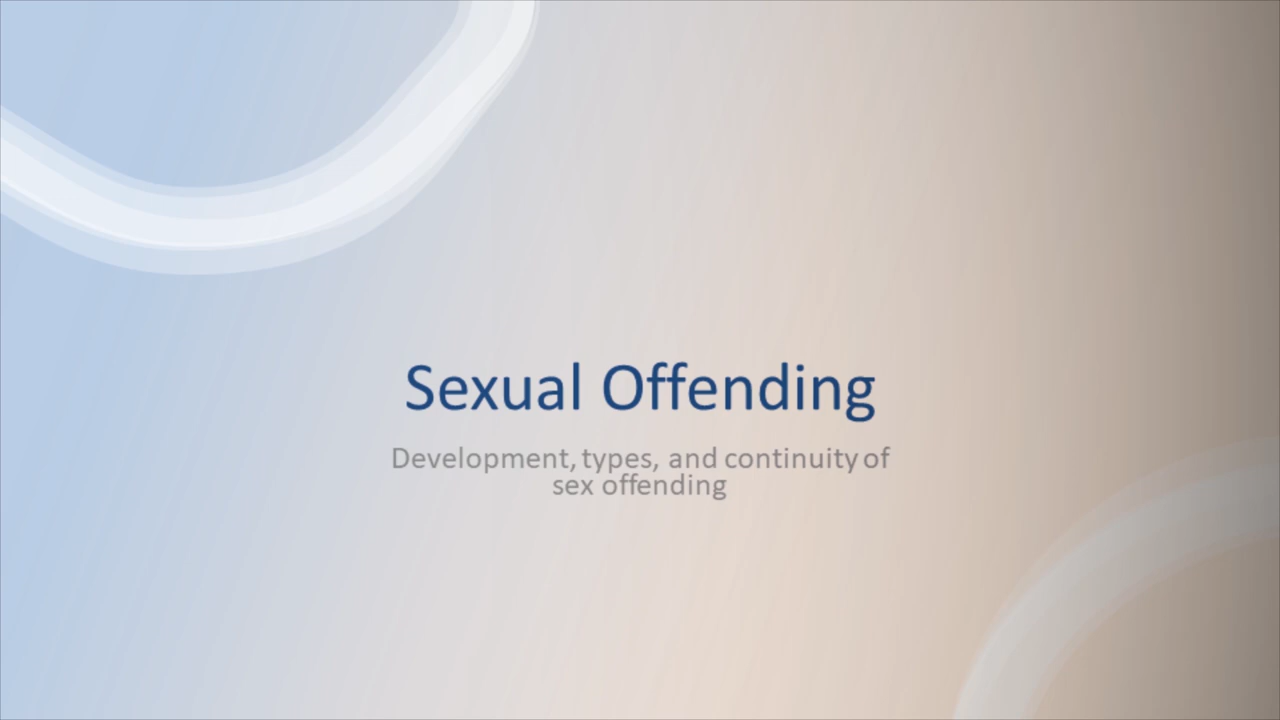 Sexual Offending
Development, types, and continuity of
sex offending